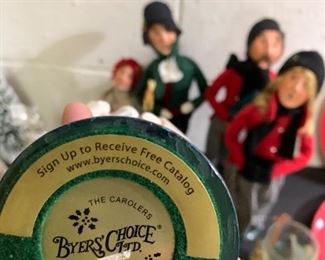 Sign Up to Receive Free Catalog
www.byerschoice.com
THE CAROLERS
BYERS' CHOICE
LTD.